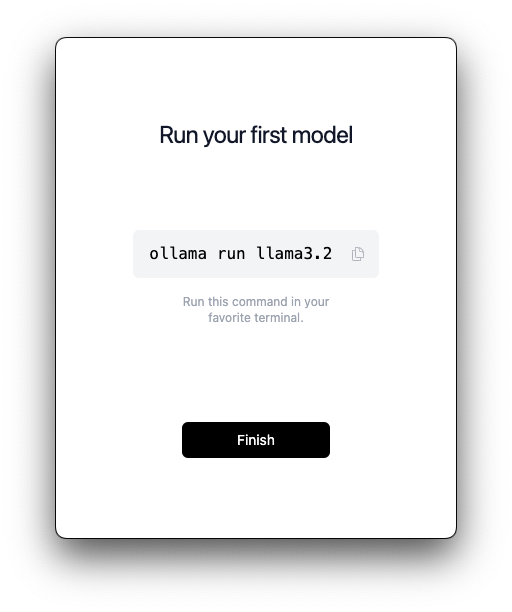 Run your first model
ollama run llama3.2
Run this command in your
favorite terminal.
Finish